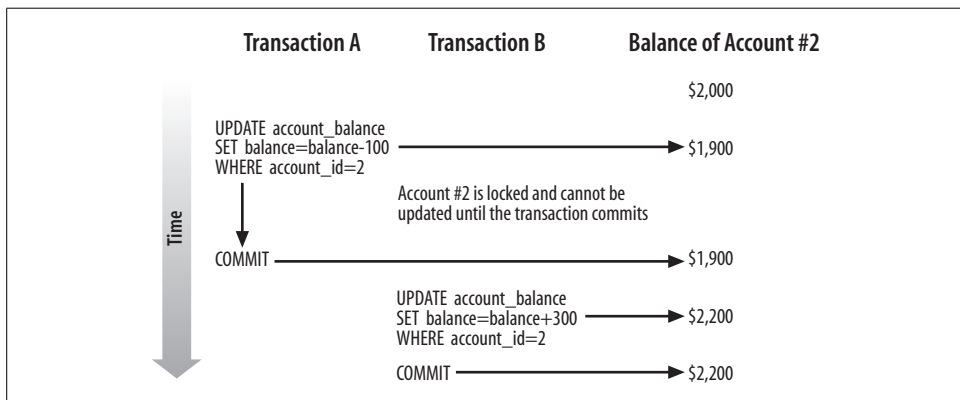 Transaction A Transaction B Balance of Account #2
$2,000
UPDATE account_balance
SET balance=balance-100
WHERE account_id=2
$1,900
Account #2 is locked and cannot be
updated until the transaction commits
Time
COMMIT $1,900
UPDATE account_balance
SET balance=balance+300
WHERE account_id=2
$2,200
COMMIT $2,200